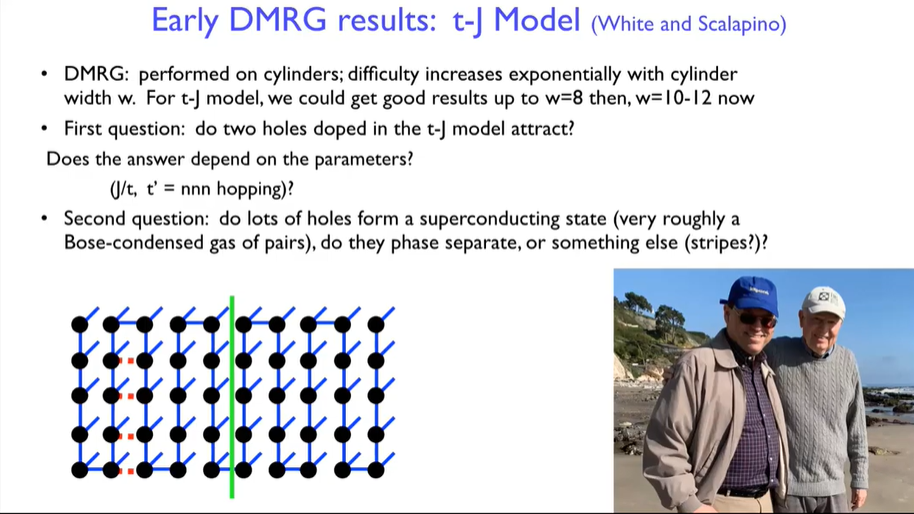 Early DMRG results: t-J Model (White and Scalapino)
• DMRG: performed on cylinders; difficulty increases exponentially with cylinder
width w. For t-J model, we could get good results up to w=8 then, w=10-12 now
• First question: do two holes doped in the t-J model attract?
Does the answer depend on the parameters?
(J/t, t' = nnn hopping)?
• Second question: do lots of holes form a superconducting state (very roughly a
Bose-condensed gas of pairs), do they phase separate, or something else (stripes?)?